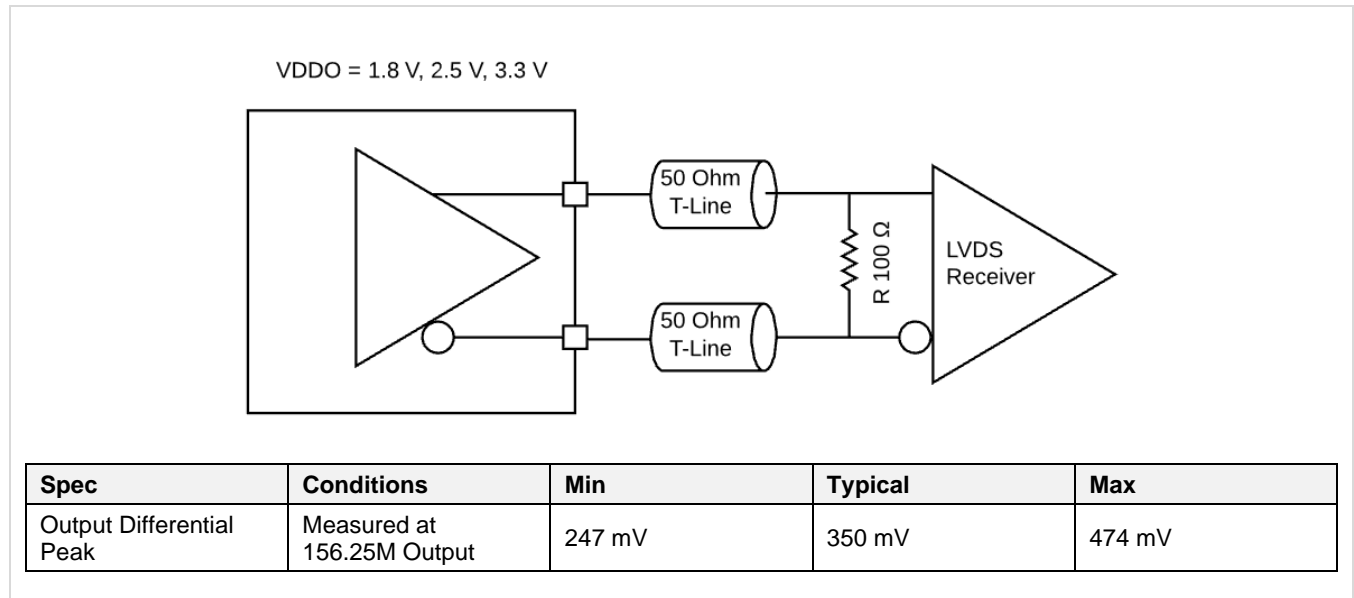 VDDO = 1.8 V, 2.5 V, 3.3 V
50 Ohm
T-Line
R 100 Ω
LVDS
Receiver
50 Ohm
T-Line
Spec Conditions Min Typical Max
Output Differential
Peak
Measured at
156.25M Output
247 mV 350 mV 474 mV